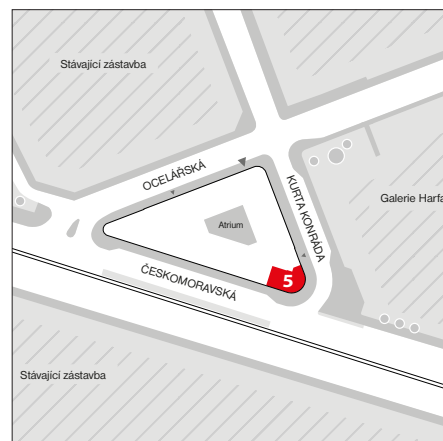 Stávající zástavba
OCELÁŘSKÁ
KURTA KONRÁDA
Galerie Harfa
Atrium
ČESKOMORAVSKÁ
5
Stávající zástavba